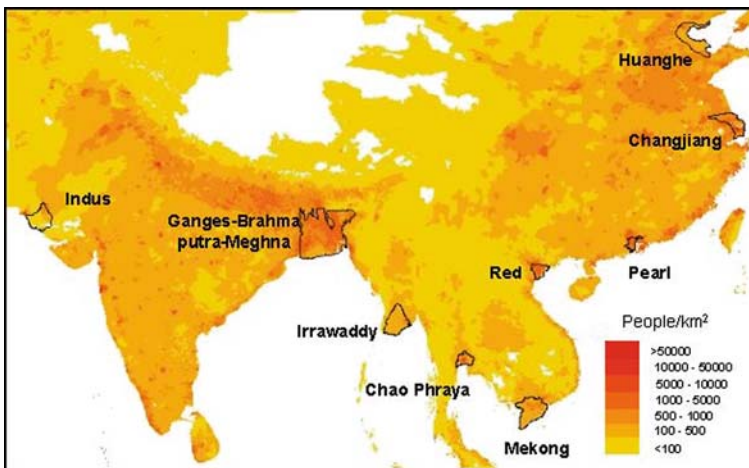 Huanghe
Changjiang
Indus
Ganges-Brahma
putra-Meghna
Red
Pearl
Irrawaddy
Chao Phraya
Mekong
People/km²
>50000
10000 - 50000
5000 - 10000
1000 - 5000
500 - 1000
100 - 500
<100